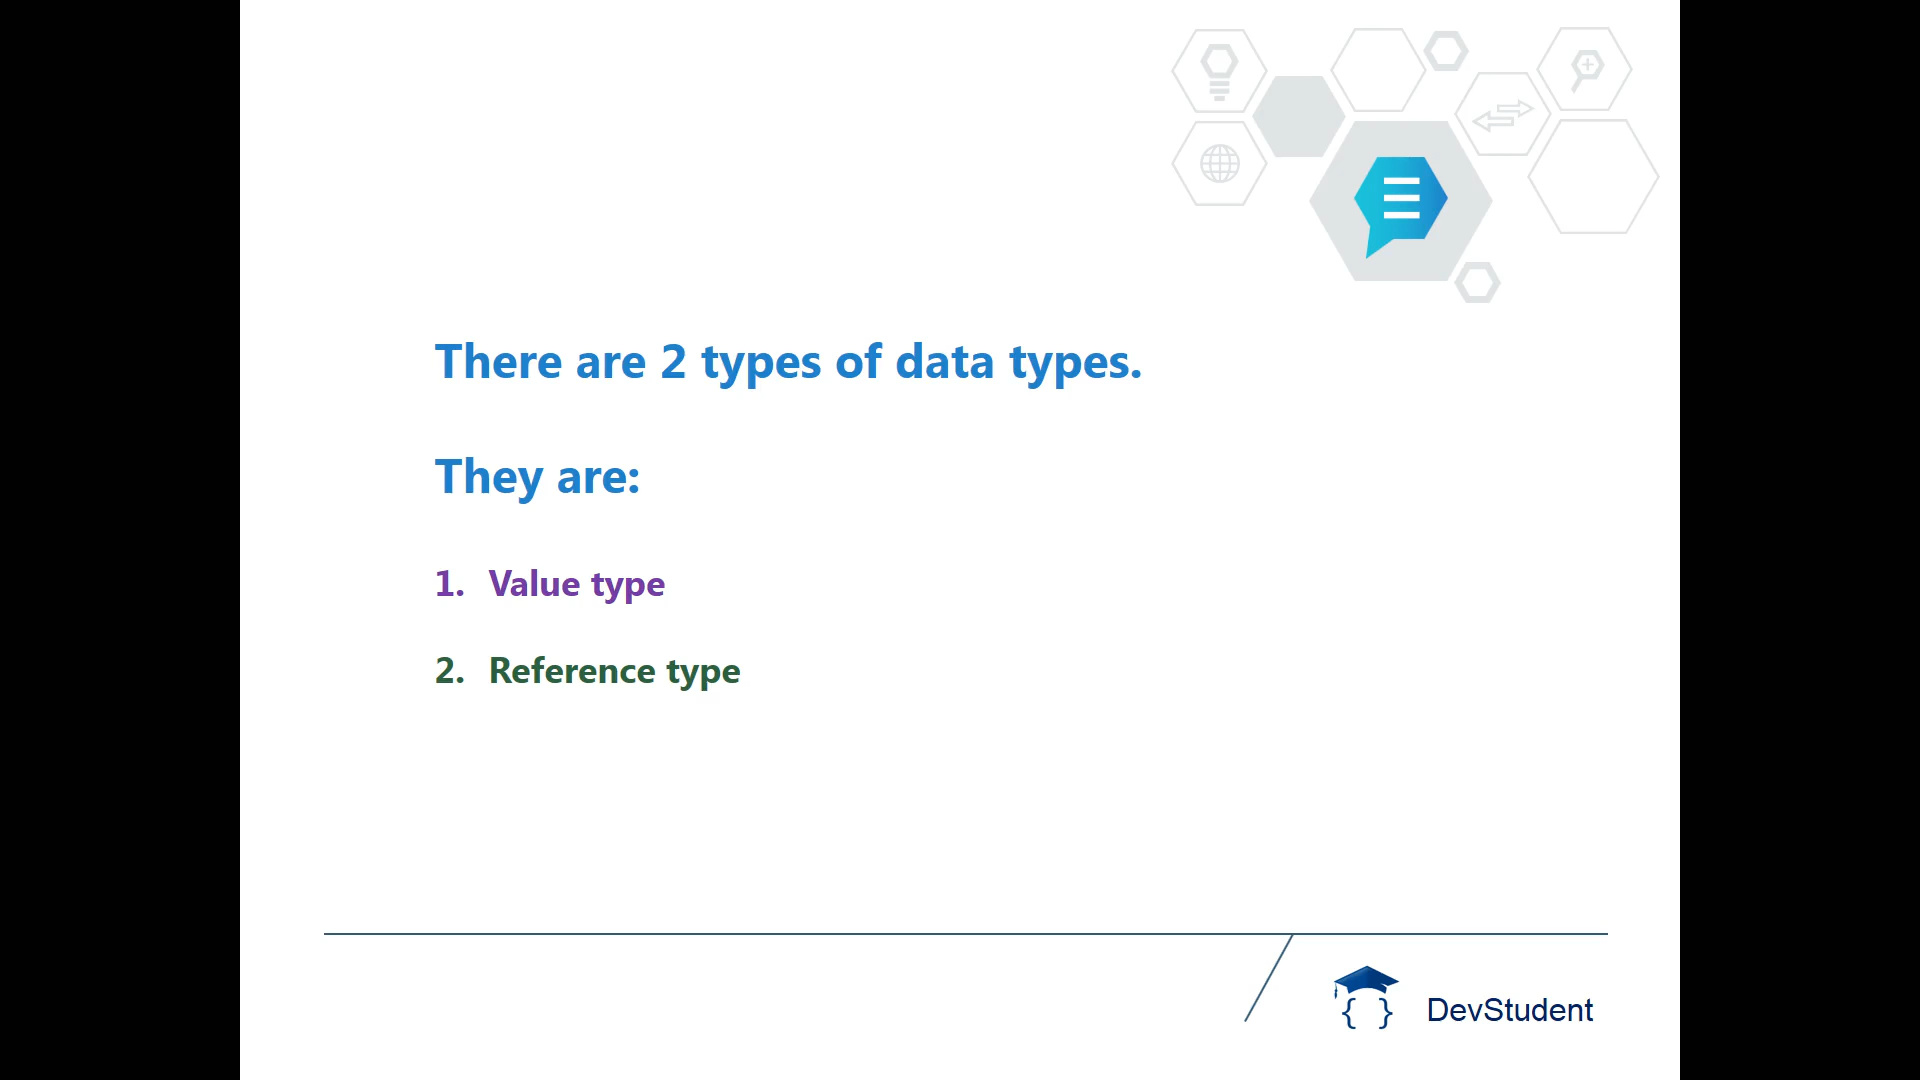 There are 2 types of data types.
They are:
1. Value type
2. Reference type
{ } DevStudent